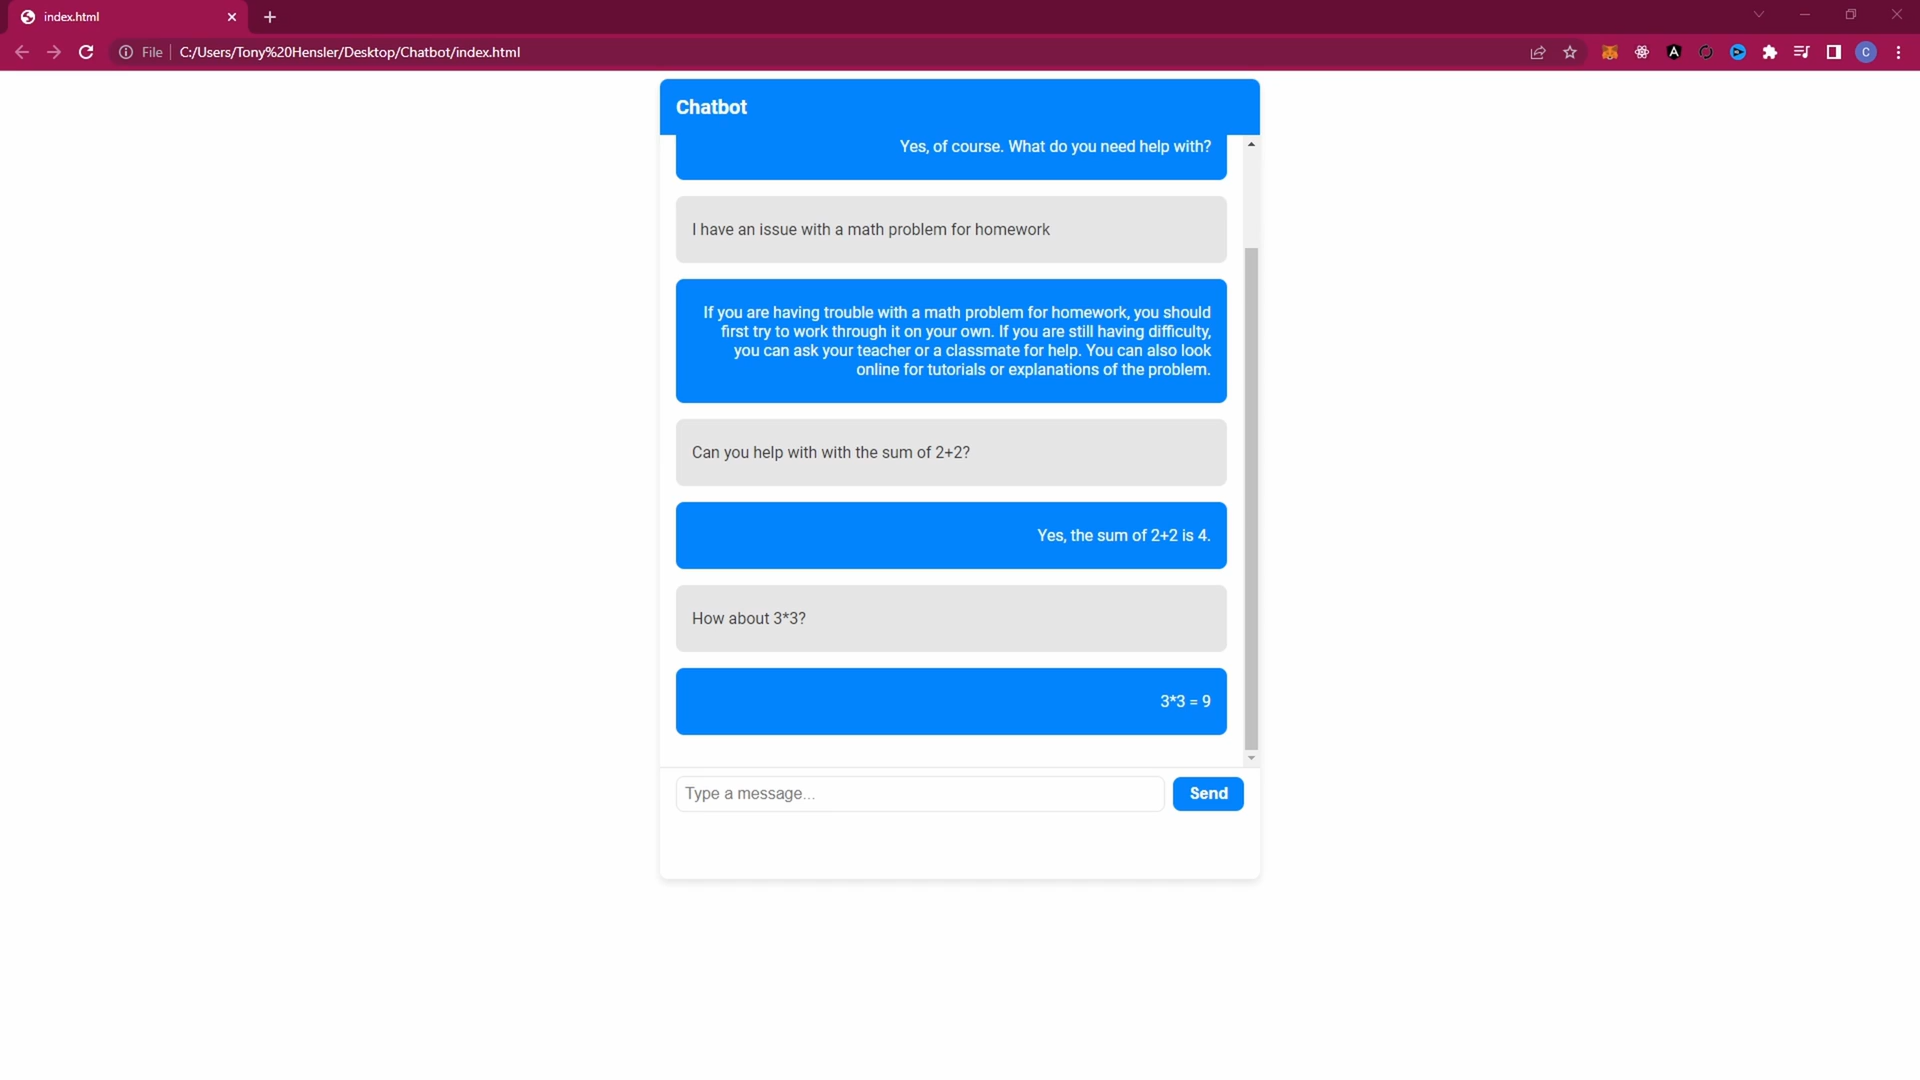 index.html
File
C:/Users/Tony%20Hensler/Desktop/Chatbot/index.html
A
C
Chatbot
Yes, of course. What do you need help with?
I have an issue with a math problem for homework
If you are having trouble with a math problem for homework, you should
first try to work through it on your own. If you are still having difficulty,
you can ask your teacher or a classmate for help. You can also look
online for tutorials or explanations of the problem.
Can you help with with the sum of 2+2?
Yes, the sum of 2+2 is 4.
How about 3*3?
3*3 = 9
Type a message...
Send